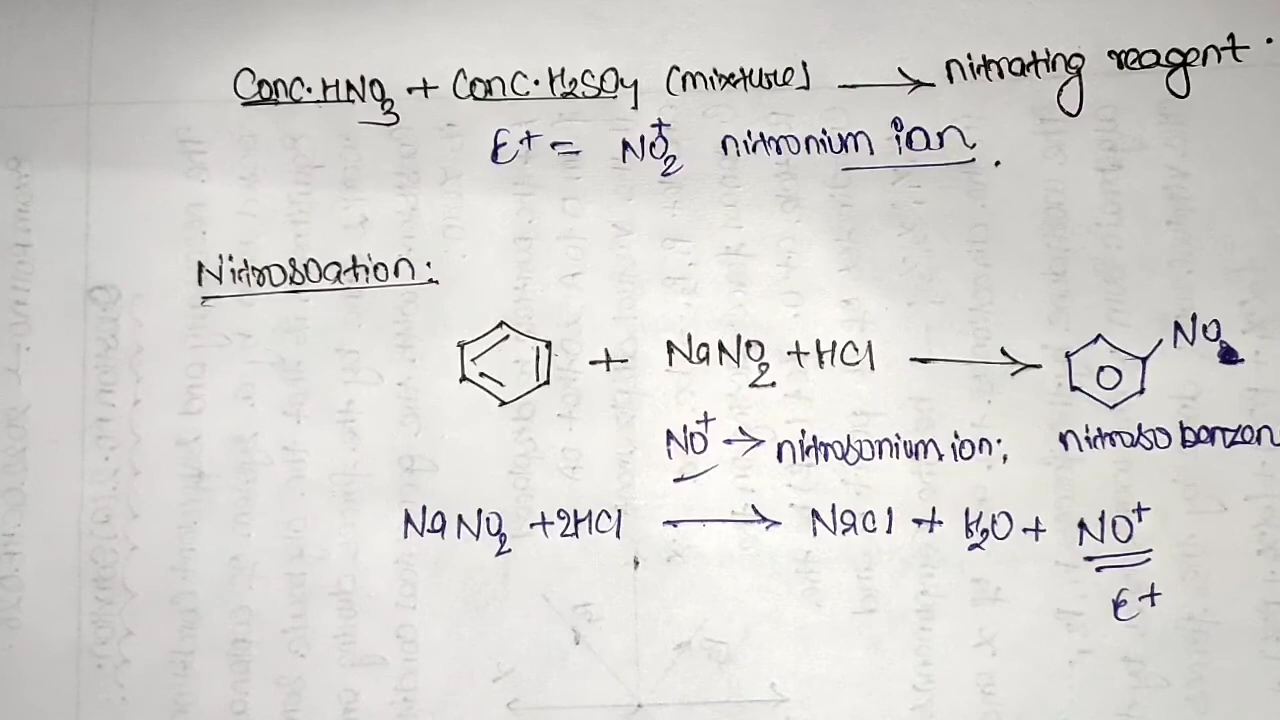 Conc. HNO3 + Conc. H2SO4 (mixture) → nitrating reagent.
E+ = NO2+ nitronium ion.
Nitrosoation:
+ NaNO2 + HCl → NO
NO+ → nitrosonium ion; nitroso benzen
NaNO2 + 2HCl → NaCl + H2O + NO+
E+